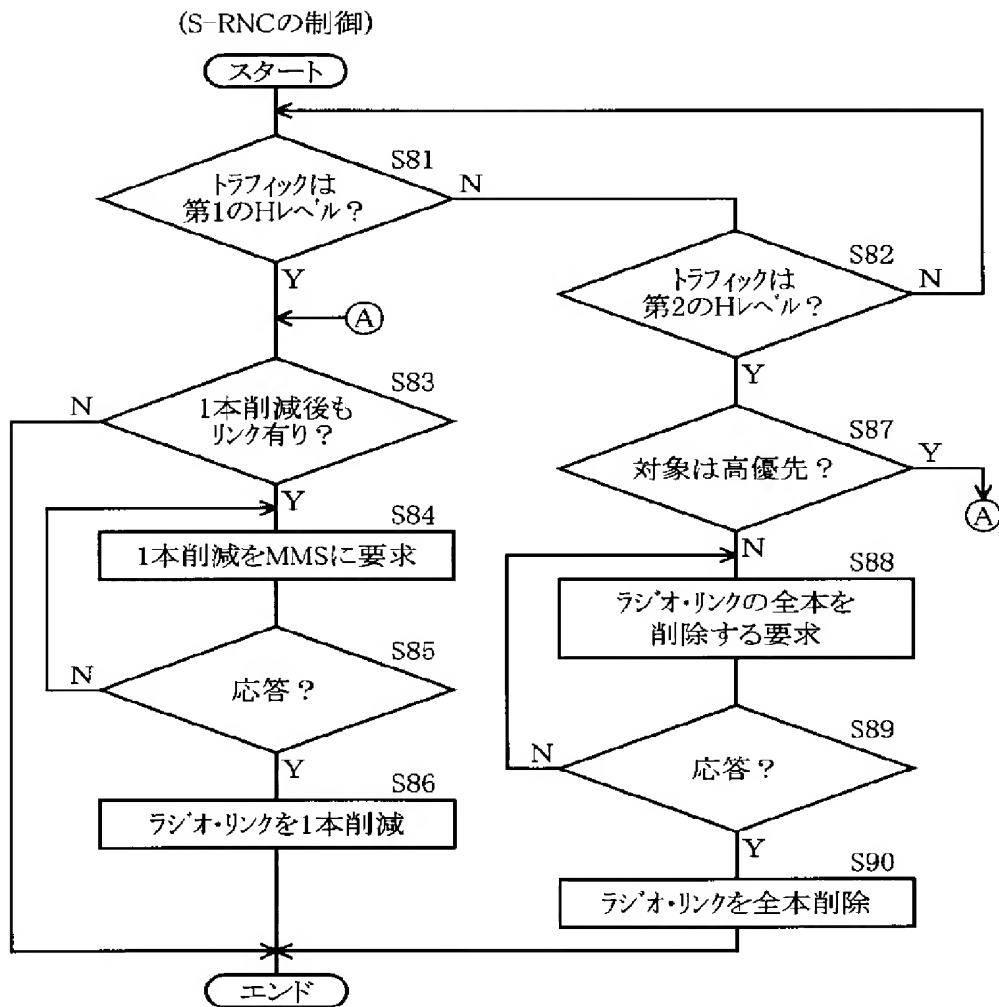 (S-RNCの制御)
スタート
S81
トラフィックは
第1のHレベル？
N
Y
S82
トラフィックは
第2のHレベル？
N
Y
A
S83
1本削減後も
リンク有り？
N
Y
S87
対象は高優先？
Y
A
N
S84
1本削減をMMSに要求
S88
ラジオ・リンクの全本を
削除する要求
S85
応答？
N
Y
S89
応答？
N
Y
S86
ラジオ・リンクを1本削減
S90
ラジオ・リンクを全本削除
エンド